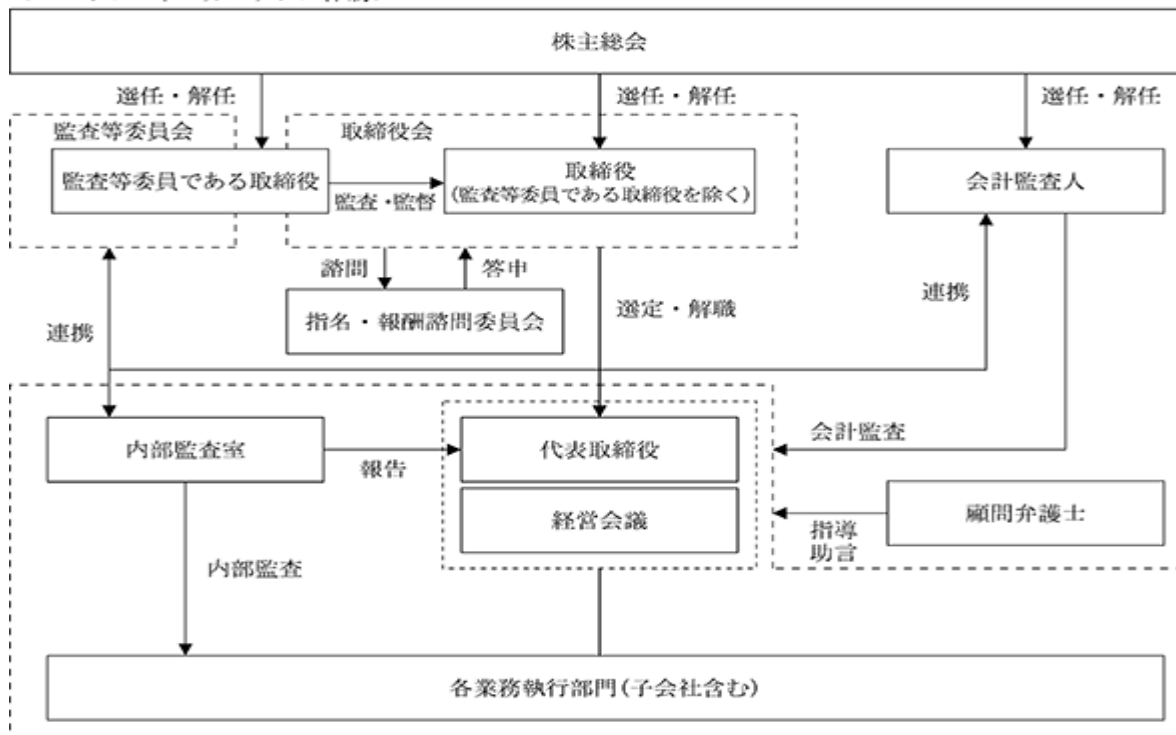 株主総会
選任・解任
選任・解任
選任・解任
監査等委員会
取締役会
監査等委員である取締役
監査・監督
取締役
(監査等委員である取締役を除く)
会計監査人
諮問
答申
連携
指名・報酬諮問委員会
選定・解職
連携
内部監査室
報告
代表取締役
会計監査
経営会議
顧問弁護士
指導
助言
内部監査
各業務執行部門(子会社含む)